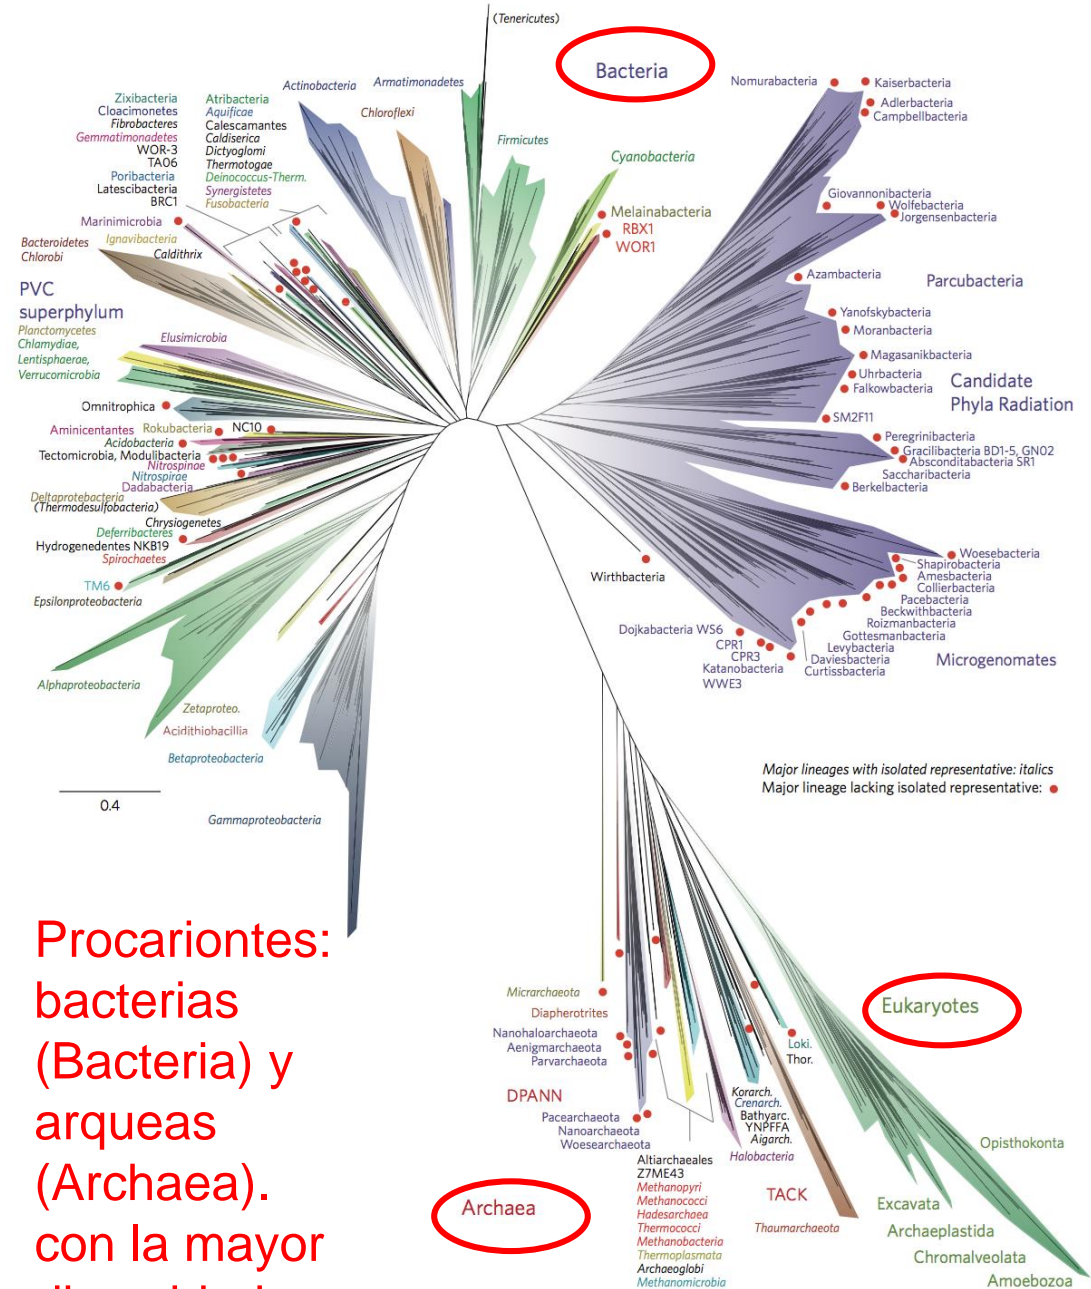 (Tenericutes)
Bacteria
Actinobacteria
Armatimonadetes
Chloroflexi
Firmicutes
Cyanobacteria
Melainabacteria
RBX1
WOR1
Zixibacteria
Cloacimonetes
Fibrobacteres
Gemmatimonadetes
WOR-3
TA06
Poribacteria
Latescibacteria
BRC1
Atribacteria
Aquificae
Calescamantes
Caldiserica
Dictyoglomi
Thermotogae
Deinococcus-Therm.
Synergistetes
Fusobacteria
Marinimicrobia
Ignavibacteria
Caldithrix
Bacteroidetes
Chlorobi
PVC
superphylum
Planctomycetes
Chlamydiae,
Lentisphaerae,
Verrucomicrobia
Elusimicrobia
Omnitrophica
Aminicentantes
Rokubacteria
NC10
Acidobacteria
Tectomicrobia, Modulibacteria
Nitrospinae
Nitrospirae
Dadabacteria
Deltaprotebacteria
(Thermodesulfobacteria)
Chrysiogenetes
Deferribacteres
Hydrogenedentes NKB19
Spirochaetes
TM6
Epsilonproteobacteria
Alphaproteobacteria
Zetaproteo.
Acidithiobacillia
Betaproteobacteria
Gammaproteobacteria
0.4
Nomurabacteria
Kaiserbacteria
Adlerbacteria
Campbellbacteria
Giovannonibacteria
Wolfebacteria
Jorgensenbacteria
Azambacteria
Parcubacteria
Yanofskybacteria
Moranbacteria
Magasanikbacteria
Uhrbacteria
Falkowbacteria
Candidate
Phyla Radiation
SM2F11
Peregrinibacteria
Gracilibacteria BD1-5, GN02
Absconditabacteria SR1
Saccharibacteria
Berkelbacteria
Woesebacteria
Shapirobacteria
Amesbacteria
Collierbacteria
Pacebacteria
Beckwithbacteria
Roizmanbacteria
Gottesmanbacteria
Levybacteria
Daviesbacteria
Curtissbacteria
Microgenomates
Wirthbacteria
Dojkabacteria WS6
CPR1
CPR3
Katanobacteria
WWE3
Major lineages with isolated representative: italics
Major lineage lacking isolated representative:
Procariontes:
bacterias
(Bacteria) y
arqueas
(Archaea).
con la mayor
Micrarchaeota
Diapherotrites
Nanohaloarchaeota
Aenigmarchaeota
Parvarchaeota
DPANN
Pacearchaeota
Nanoarchaeota
Woesearchaeota
Archaea
Altiarchaeales
Z7ME43
Methanopyri
Methanococci
Hadesarchaea
Thermococci
Methanobacteria
Thermoplasmata
Archaeoglobi
Methanomicrobia
Halobacteria
Korarch.
Crenarch.
Bathyarc.
YNPFFA
Aigarch.
TACK
Thaumarchaeota
Loki.
Thor.
Eukaryotes
Opisthokonta
Excavata
Archaeplastida
Chromalveolata
Amoebozoa